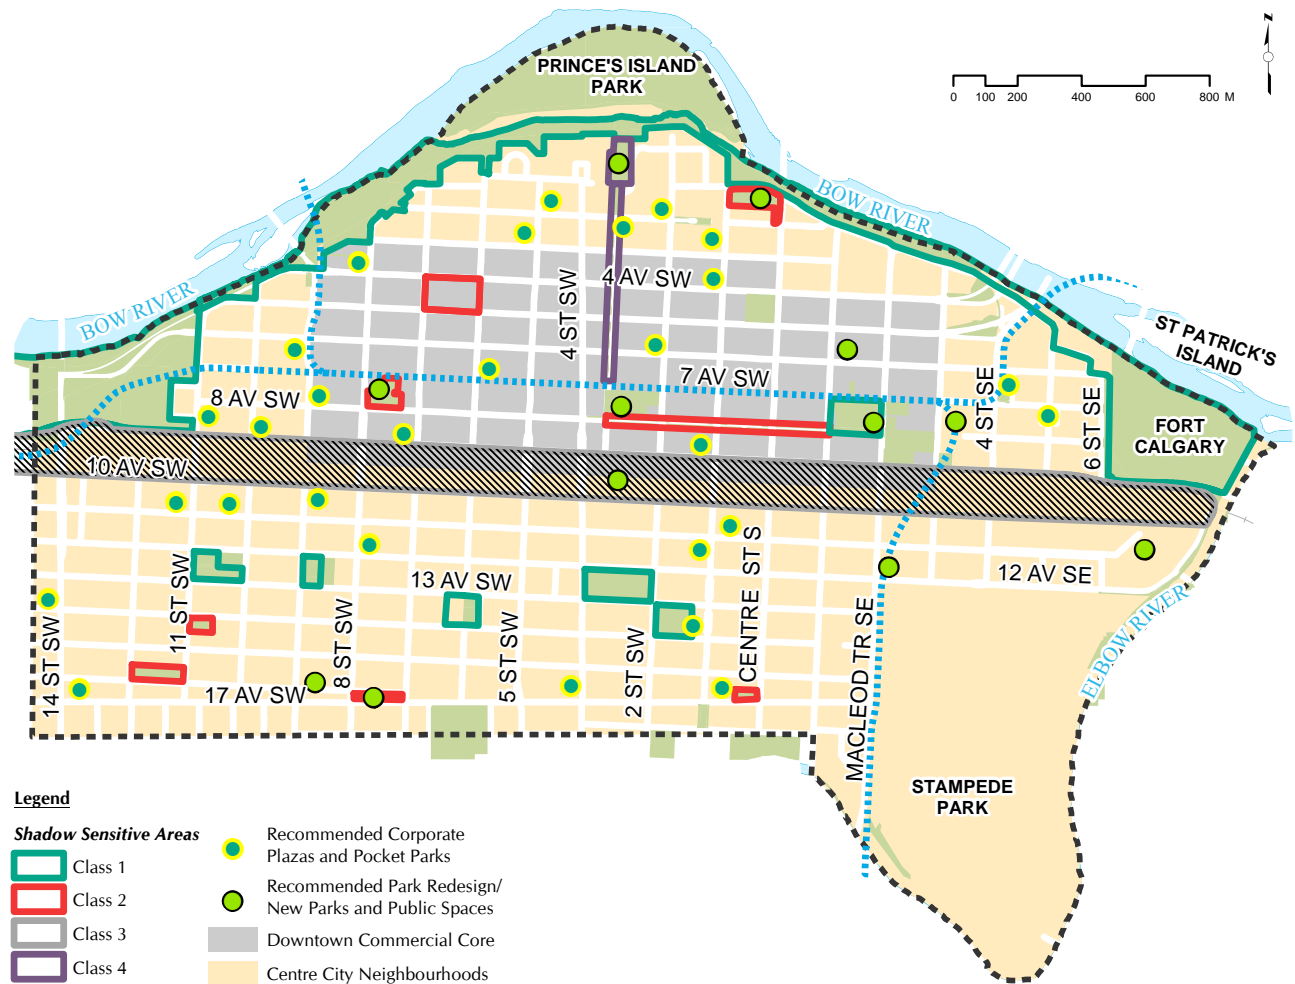 PRINCE'S ISLAND
PARK
N
0 100 200 400 600 800 M
BOW RIVER
BOW RIVER
4 AV SW
4 ST SW
ST PATRICK'S
ISLAND
7 AV SW
8 AV SW
4 ST SE
6 ST SE
FORT
CALGARY
10 AV SW
11 ST SW
13 AV SW
CENTRE ST S
12 AV SE
14 ST SW
8 ST SW
5 ST SW
2 ST SW
MACLEOD TR SE
ELBOW RIVER
17 AV SW
STAMPEDE
PARK
Legend
Shadow Sensitive Areas
Class 1
Class 2
Class 3
Class 4
Recommended Corporate
Plazas and Pocket Parks
Recommended Park Redesign/
New Parks and Public Spaces
Downtown Commercial Core
Centre City Neighbourhoods